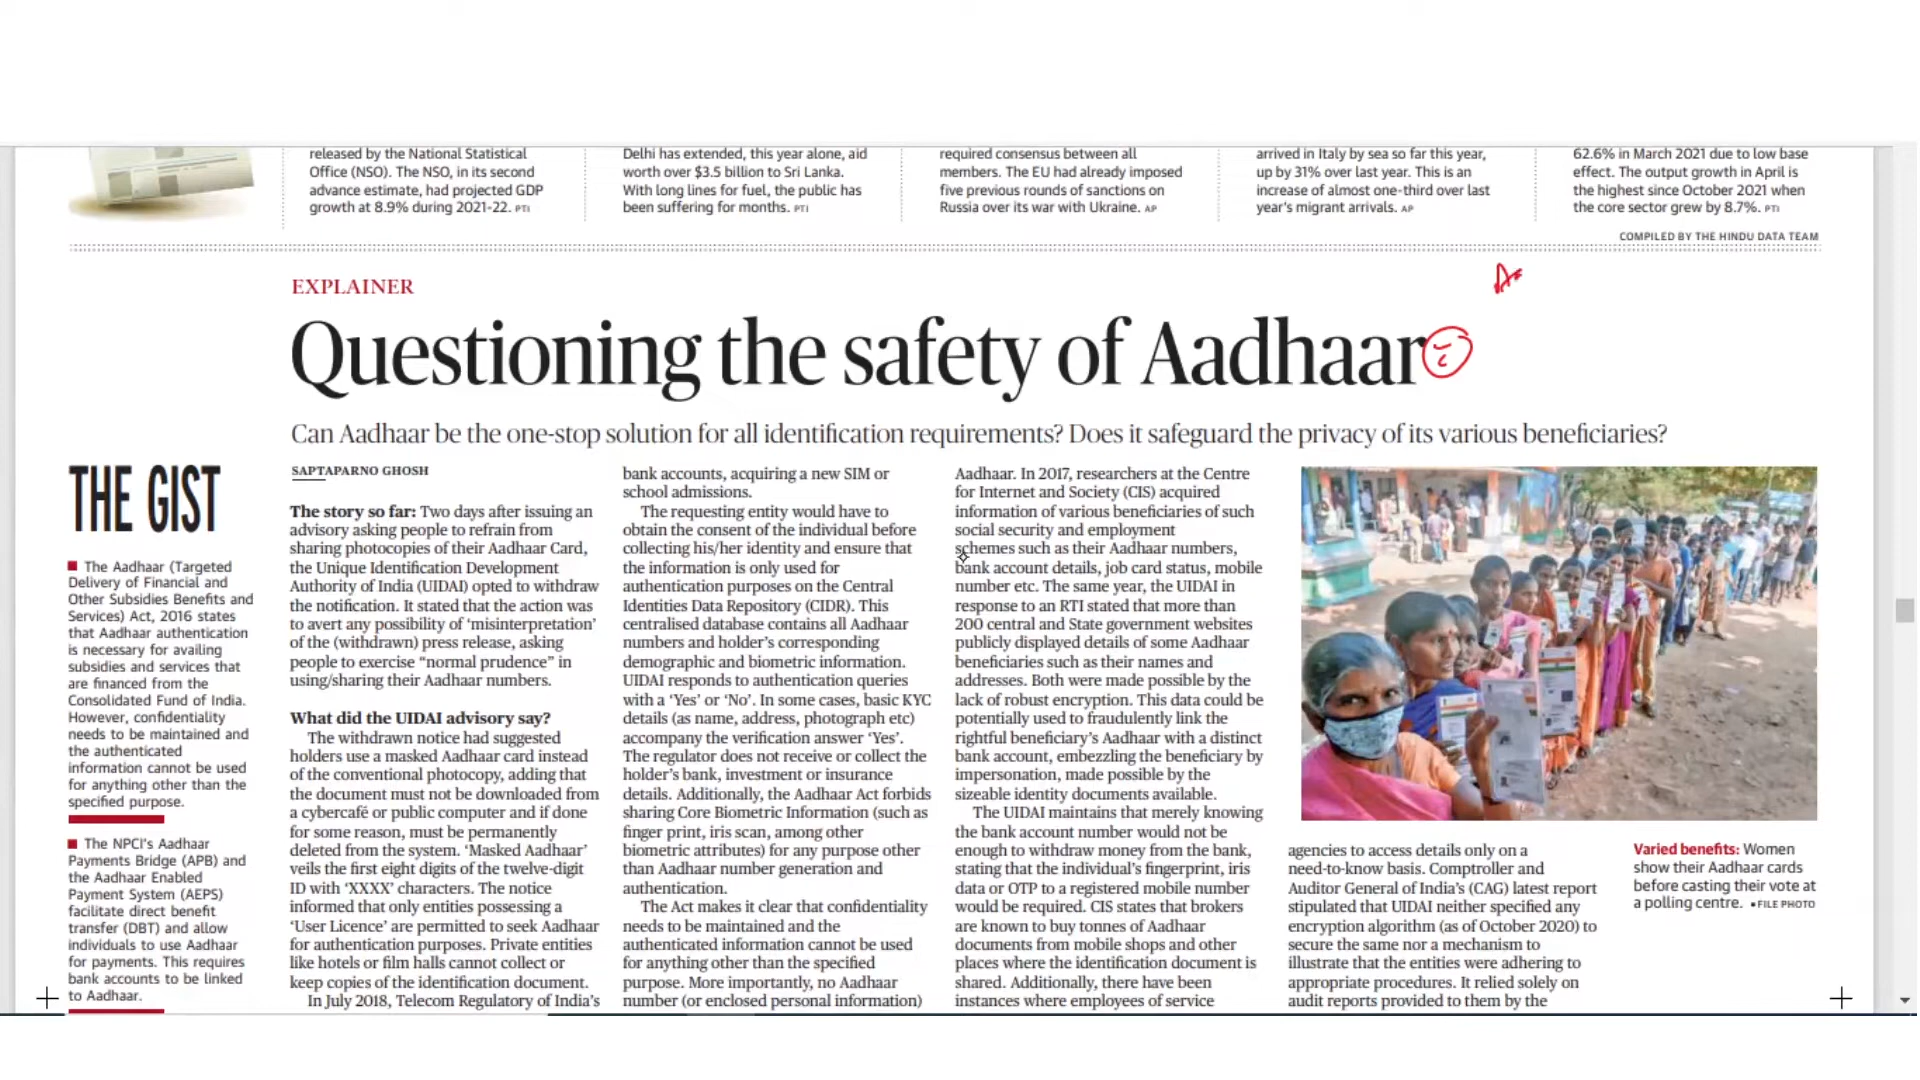 released by the National Statistical
Office (NSO). The NSO, in its second
advance estimate, had projected GDP
growth at 8.9% during 2021-22. PTI
Delhi has extended, this year alone, aid
worth over $3.5 billion to Sri Lanka.
With long lines for fuel, the public has
been suffering for months. PTI
required consensus between all
members. The EU had already imposed
five previous rounds of sanctions on
Russia over its war with Ukraine. AP
arrived in Italy by sea so far this year,
up by 31% over last year. This is an
increase of almost one-third over last
year's migrant arrivals. AP
62.6% in March 2021 due to low base
effect. The output growth in April is
the highest since October 2021 when
the core sector grew by 8.7%. PTI
COMPILED BY THE HINDU DATA TEAM
EXPLAINER
Questioning the safety of Aadhaar
Can Aadhaar be the one-stop solution for all identification requirements? Does it safeguard the privacy of its various beneficiaries?
THE GIST
■ The Aadhaar (Targeted
Delivery of Financial and
Other Subsidies Benefits and
Services) Act, 2016 states
that Aadhaar authentication
is necessary for availing
subsidies and services that
are financed from the
Consolidated Fund of India.
However, confidentiality
needs to be maintained and
the authenticated
information cannot be used
for anything other than the
specified purpose.
■ The NPCI's Aadhaar
Payments Bridge (APB) and
the Aadhaar Enabled
Payment System (AEPS)
facilitate direct benefit
transfer (DBT) and allow
individuals to use Aadhaar
for payments. This requires
bank accounts to be linked
to Aadhaar.
SAPTAPARNO GHOSH
The story so far: Two days after issuing an
advisory asking people to refrain from
sharing photocopies of their Aadhaar Card,
the Unique Identification Development
Authority of India (UIDAI) opted to withdraw
the notification. It stated that the action was
to avert any possibility of 'misinterpretation'
of the (withdrawn) press release, asking
people to exercise "normal prudence" in
using/sharing their Aadhaar numbers.
What did the UIDAI advisory say?
The withdrawn notice had suggested
holders use a masked Aadhaar card instead
of the conventional photocopy, adding that
the document must not be downloaded from
a cybercafé or public computer and if done
for some reason, must be permanently
deleted from the system. 'Masked Aadhaar'
veils the first eight digits of the twelve-digit
ID with 'XXXX' characters. The notice
informed that only entities possessing a
'User Licence' are permitted to seek Aadhaar
for authentication purposes. Private entities
like hotels or film halls cannot collect or
keep copies of the identification document.
In July 2018, Telecom Regulatory of India's
bank accounts, acquiring a new SIM or
school admissions.
The requesting entity would have to
obtain the consent of the individual before
collecting his/her identity and ensure that
the information is only used for
authentication purposes on the Central
Identities Data Repository (CIDR). This
centralised database contains all Aadhaar
numbers and holder's corresponding
demographic and biometric information.
UIDAI responds to authentication queries
with a 'Yes' or 'No'. In some cases, basic KYC
details (as name, address, photograph etc)
accompany the verification answer 'Yes'.
The regulator does not receive or collect the
holder's bank, investment or insurance
details. Additionally, the Aadhaar Act forbids
sharing Core Biometric Information (such as
finger print, iris scan, among other
biometric attributes) for any purpose other
than Aadhaar number generation and
authentication.
The Act makes it clear that confidentiality
needs to be maintained and the
authenticated information cannot be used
for anything other than the specified
purpose. More importantly, no Aadhaar
number (or enclosed personal information)
Aadhaar. In 2017, researchers at the Centre
for Internet and Society (CIS) acquired
information of various beneficiaries of such
social security and employment
schemes such as their Aadhaar numbers,
bank account details, job card status, mobile
number etc. The same year, the UIDAI in
response to an RTI stated that more than
200 central and State government websites
publicly displayed details of some Aadhaar
beneficiaries such as their names and
addresses. Both were made possible by the
lack of robust encryption. This data could be
potentially used to fraudulently link the
rightful beneficiary's Aadhaar with a distinct
bank account, embezzling the beneficiary by
impersonation, made possible by the
sizeable identity documents available.
The UIDAI maintains that merely knowing
the bank account number would not be
enough to withdraw money from the bank,
stating that the individual's fingerprint, iris
data or OTP to a registered mobile number
would be required. CIS states that brokers
are known to buy tonnes of Aadhaar
documents from mobile shops and other
places where the identification document is
shared. Additionally, there have been
instances where employees of service
agencies to access details only on a
need-to-know basis. Comptroller and
Auditor General of India's (CAG) latest report
stipulated that UIDAI neither specified any
encryption algorithm (as of October 2020) to
secure the same nor a mechanism to
illustrate that the entities were adhering to
appropriate procedures. It relied solely on
audit reports provided to them by the
Varied benefits: Women
show their Aadhaar cards
before casting their vote at
a polling centre. • FILE PHOTO